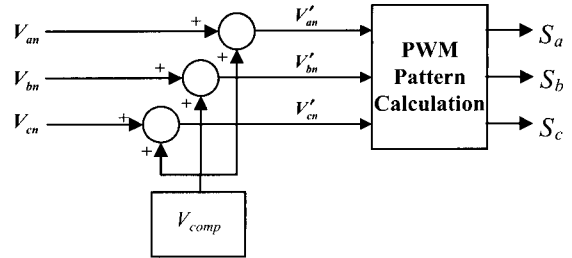 V_an + + V'_an S_a
V_bn + + V'_bn S_b
V_cn + + V'_cn S_c
PWM
Pattern
Calculation
V_comp